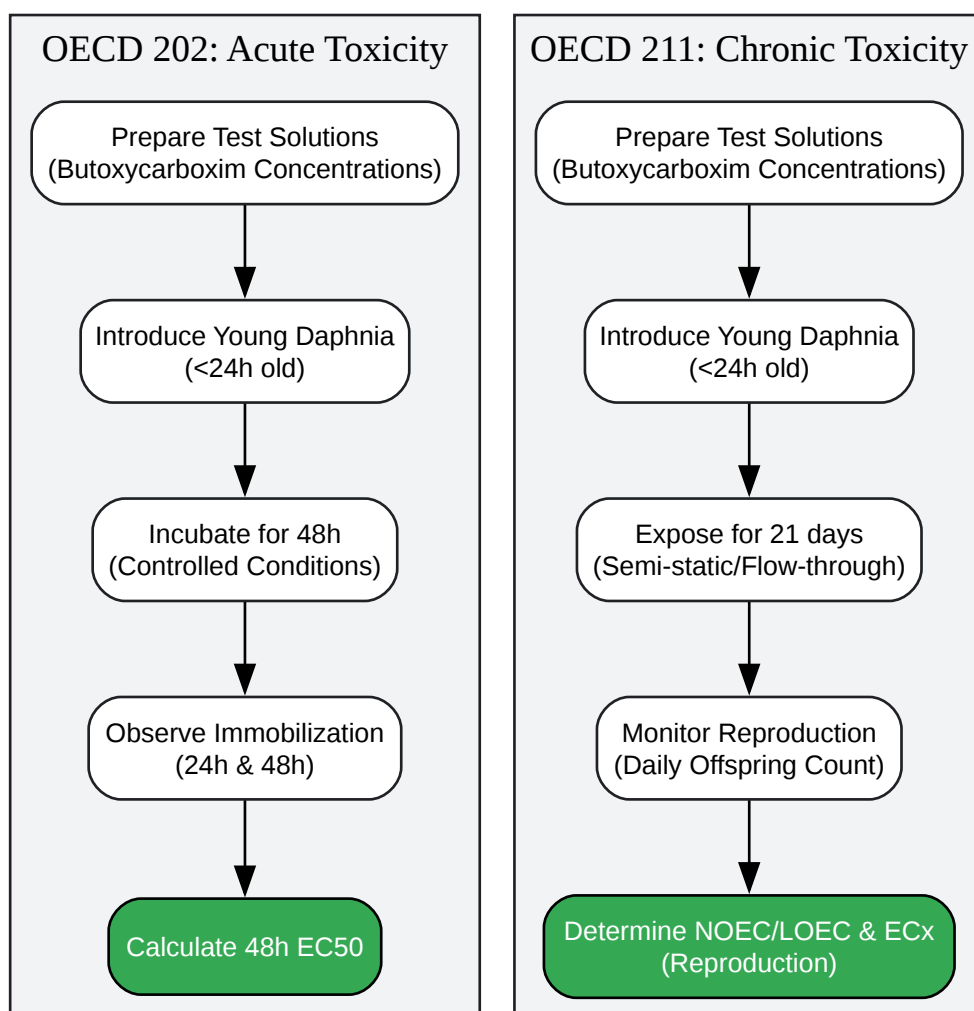 OECD 202: Acute Toxicity
Prepare Test Solutions
(Butoxycarboxim Concentrations)
Introduce Young Daphnia
(<24h old)
Incubate for 48h
(Controlled Conditions)
Observe Immobilization
(24h & 48h)
Calculate 48h EC50
OECD 211: Chronic Toxicity
Prepare Test Solutions
(Butoxycarboxim Concentrations)
Introduce Young Daphnia
(<24h old)
Expose for 21 days
(Semi-static/Flow-through)
Monitor Reproduction
(Daily Offspring Count)
Determine NOEC/LOEC & ECx
(Reproduction)